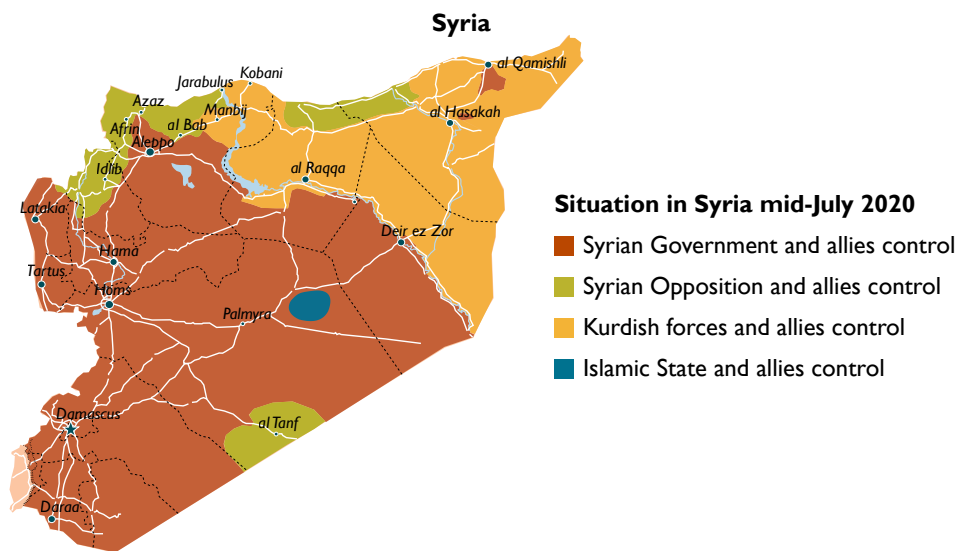 Syria
al Qamishli
Kobani
Jarabulus
Azaz
Manbij
al Hasakah
Afrin
al Bab
Aleppo
Idlib
al Raqqa
Latakia
Deir ez Zor
Hama
Tartus
Homs
Palmyra
Damascus
al Tanf
Daraa
Situation in Syria mid-July 2020
Syrian Government and allies control
Syrian Opposition and allies control
Kurdish forces and allies control
Islamic State and allies control